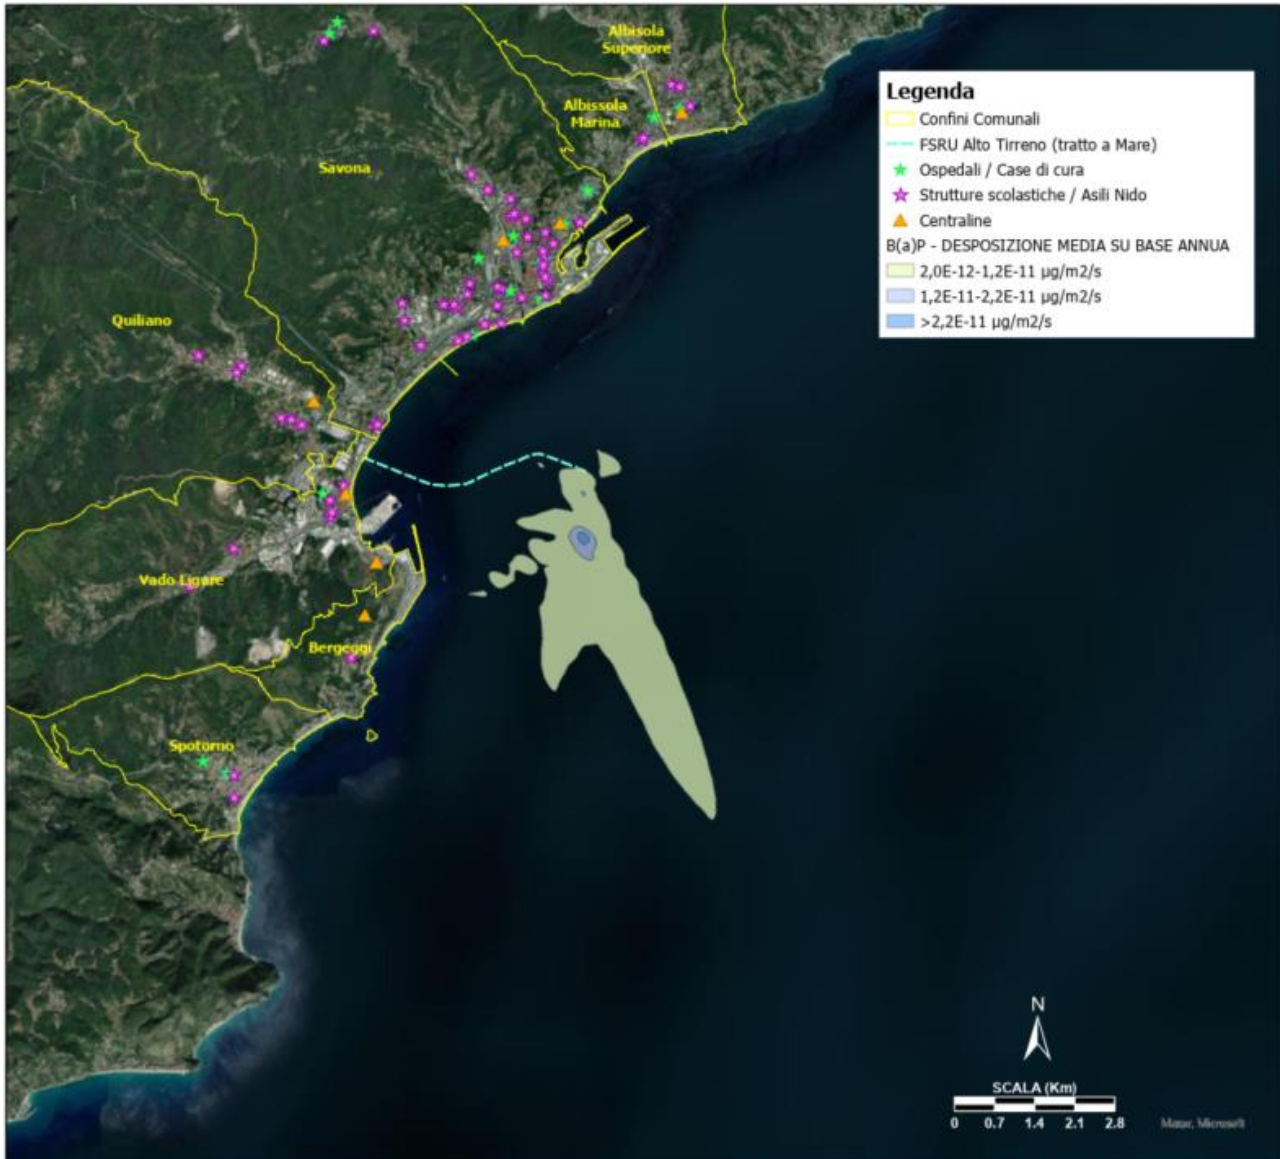 Albisola
Superiore
Albissola
Marina
Savona
Quiliano
Vado Ligure
Bergeggi
Spotorno
Legenda
Confini Comunali
FSRU Alto Tirreno (tratto a Mare)
Ospedali / Case di cura
Strutture scolastiche / Asili Nido
Centraline
B(a)P - DESPOSIZIONE MEDIA SU BASE ANNUA
2,0E-12-1,2E-11 µg/m2/s
1,2E-11-2,2E-11 µg/m2/s
>2,2E-11 µg/m2/s
N
SCALA (Km)
0 0.7 1.4 2.1 2.8
Maxar, Microsoft